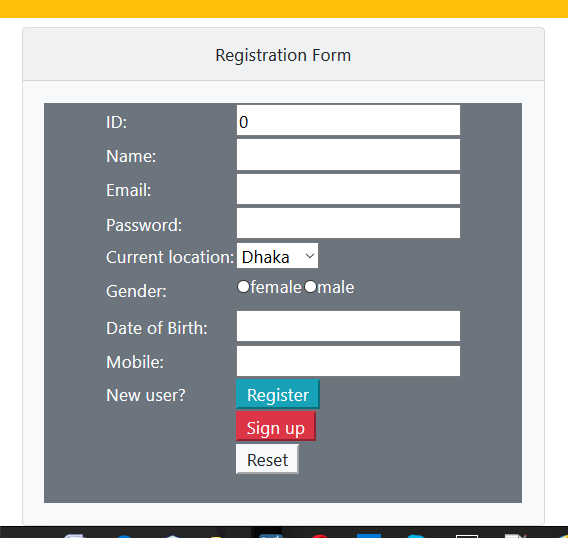 Registration Form
ID: 0
Name:
Email:
Password:
Current location: Dhaka
Gender: female male
Date of Birth:
Mobile:
New user? Register
Sign up
Reset